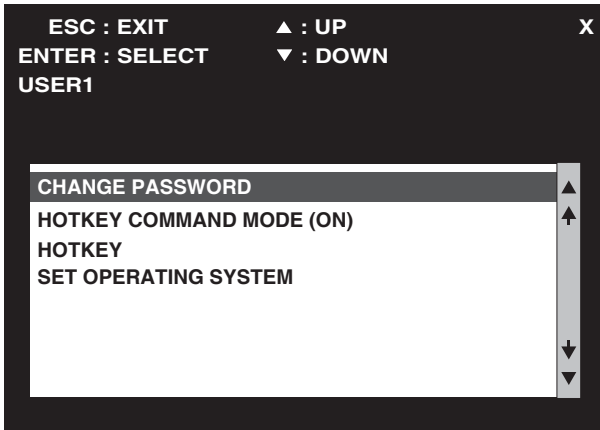 ESC : EXIT ▲ : UP X
ENTER : SELECT ▼ : DOWN
USER1
CHANGE PASSWORD
HOTKEY COMMAND MODE (ON)
HOTKEY
SET OPERATING SYSTEM